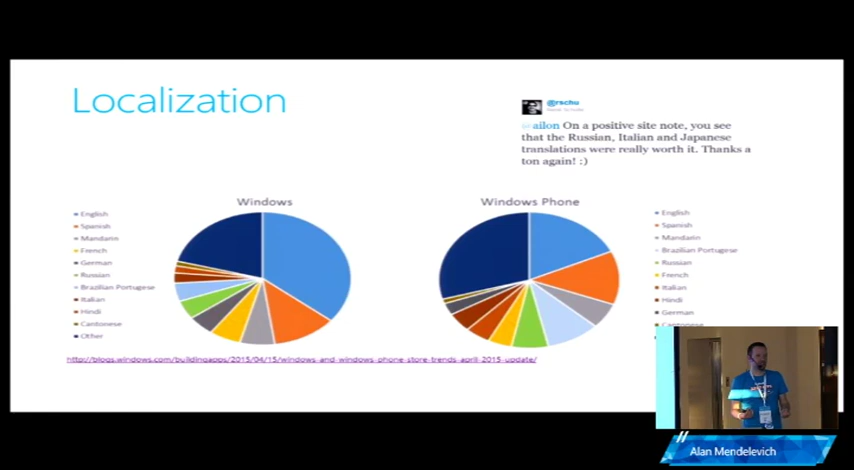 Localization
@rschu
@ailon On a positive site note, you see
that the Russian, Italian and Japanese
translations were really worth it. Thanks a
ton again! :)
Windows
English
Spanish
Mandarin
French
German
Russian
Brazilian Portugese
Italian
Hindi
Cantonese
Other
Windows Phone
English
Spanish
Mandarin
Brazilian Portugese
Russian
French
Italian
Hindi
German
Cantonese
http://blogs.windows.com/buildingapps/2015/04/15/windows-and-windows-phone-store-trends-april-2015-update/
Alan Mendelevich